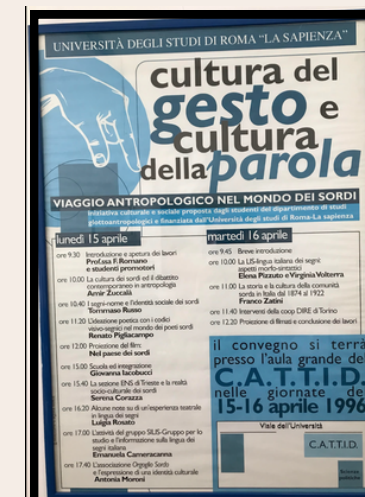 UNIVERSITÀ DEGLI STUDI DI ROMA "LA SAPIENZA"
cultura del
gesto e
cultura
della parola
VIAGGIO ANTROPOLOGICO NEL MONDO DEI SORDI
iniziativa culturale e sociale proposta dagli studenti del dipartimento di studi
glottoantropologici e finanziata dall'Università degli studi di Roma-La sapienza
lunedì 15 aprile
ore 9.30 Introduzione e apertura dei lavori
Prof.ssa F. Romano
e studenti promotori
ore 10.00 La cultura dei sordi ed il dibattito
contemporaneo in antropologia
Amir Zuccalà
ore 10.40 I segni-nome e l'identità sociale dei sordi
Tommaso Russo
ore 11.20 L'ideazione poetica con i codici
visivo-segnici nel mondo dei poeti sordi
Renato Pigliacampo
ore 12.00 Proiezione del film:
Nel paese dei sordi
ore 15.00 Scuola ed integrazione
Giovanna Iacobucci
ore 15.40 La sezione ENS di Trieste e la realtà
socio-culturale dei sordi
Serena Corazza
ore 16.20 Alcune note su di un'esperienza teatrale
in lingua dei segni
Luigia Rosato
ore 17.00 L'attività del gruppo SILIS-Gruppo per lo
studio e l'informazione sulla lingua dei
segni italiana
Emanuela Cameracanna
ore 17.40 L'associazione Orgoglio Sordo
e l'espressione di una identità culturale
Antonia Moroni
martedì 16 aprile
ore 9.45 Breve introduzione
ore 10.00 La LIS-lingua italiana dei segni:
aspetti morfo-sintattici
Elena Pizzuto e Virginia Volterra
ore 11.00 La storia e la cultura della comunità
sorda in Italia dal 1874 al 1922
Franco Zatini
ore 11.40 Interventi della coop DIRE di Torino
ore 12.20 Proiezione di filmati e conclusione dei lavori
il convegno si terrà
presso l'aula grande del
C.A.T.T.I.D.
nelle giornate del
15-16 aprile 1996
Viale dell'Università
C.A.T.T.I.D.
Scienze
politiche